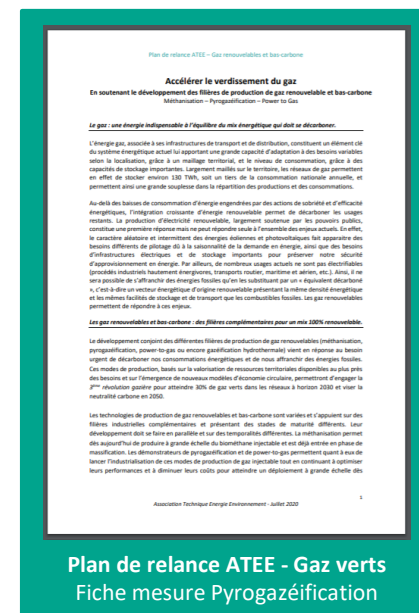 Plan de relance ATEE – Gaz renouvelables et bas-carbone
Accélérer le verdissement du gaz
En soutenant le développement des filières de production de gaz renouvelable et bas-carbone
Méthanisation – Pyrogazéification – Power to Gas
Le gaz : une énergie indispensable à l'équilibre du mix énergétique qui doit se décarboner.
L'énergie gaz, associée à ses infrastructures de transport et de distribution, constitue un élément clé
du système énergétique actuel lui apportant une grande capacité d'adaptation à des besoins variables
selon la localisation, grâce à un maillage territorial, et le niveau de consommation, grâce à des
capacités de stockage importantes. Largement maillés sur le territoire, les réseaux de gaz permettent
en effet de stocker environ 130 TWh, soit un tiers de la consommation nationale annuelle, et
permettent ainsi une grande souplesse dans la répartition des productions et des consommations.
Au-delà des baisses de consommation d'énergie engendrées par des actions de sobriété et d'efficacité
énergétiques, l'intégration croissante d'énergie renouvelable permet de décarboner les usages
restants. La production d'électricité renouvelable, largement soutenue par les pouvoirs publics,
constitue une première réponse mais ne peut répondre seule à l'ensemble des enjeux actuels. En effet,
le caractère aléatoire et intermittent des énergies éoliennes et photovoltaïques fait apparaitre des
besoins différents de pilotage dû à la saisonnalité de la demande en énergie, ainsi que des besoins
d'infrastructures électriques et de stockage importants pour préserver notre sécurité
d'approvisionnement en énergie. Par ailleurs, de nombreux usages actuels ne sont pas électrifiables
(procédés industriels hautement énergivores, transports routier, maritime et aérien, etc.). Ainsi, il ne
sera possible de s'affranchir des énergies fossiles qu'en les substituant par un « équivalent décarboné
», c'est-à-dire un vecteur énergétique d'origine renouvelable présentant la même densité énergétique
et les mêmes facilités de stockage et de transport que les combustibles fossiles. Les gaz renouvelables
permettent de répondre à ces enjeux.
Les gaz renouvelables et bas-carbone : des filières complémentaires pour un mix 100% renouvelable.
Le développement conjoint des différentes filières de production de gaz renouvelables (méthanisation,
pyrogazéification, power-to-gas ou encore gazéification hydrothermale) vient en réponse au besoin
urgent de décarboner nos consommations énergétiques et de nous affranchir des énergies fossiles.
Ces modes de production, basés sur la valorisation de ressources territoriales disponibles au plus près
des besoins et sur l'émergence de nouveaux modèles d'économie circulaire, permettront d'engager la
3ème révolution gazière pour atteindre 30% de gaz verts dans les réseaux à horizon 2030 et viser la
neutralité carbone en 2050.
Les technologies de production de gaz renouvelables et bas-carbone sont variées et s'appuient sur des
filières industrielles complémentaires et présentant des stades de maturité différents. Leur
développement doit se faire en parallèle et sur des temporalités différentes. La méthanisation permet
dès aujourd'hui de produire à grande échelle du biométhane injectable et est déjà entrée en phase de
massification. Les démonstrateurs de pyrogazéification et de power-to-gas permettent quant à eux de
lancer l'industrialisation de ces modes de production de gaz injectable tout en continuant à optimiser
leurs performances et à diminuer leurs coûts pour atteindre un déploiement à grande échelle dès
1
Association Technique Energie Environnement - Juillet 2020
Plan de relance ATEE - Gaz verts
Fiche mesure Pyrogazéification